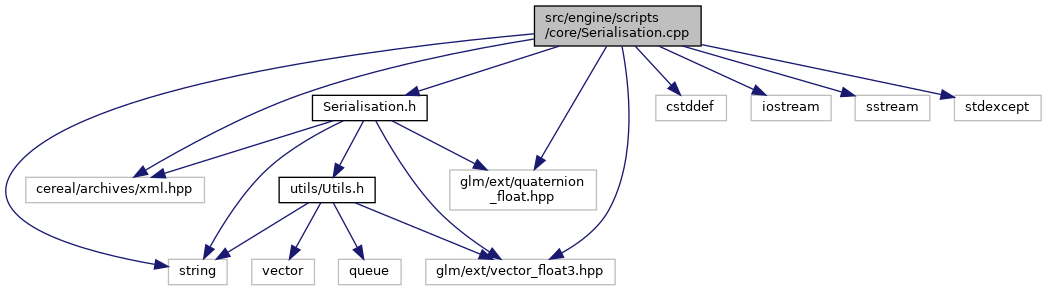 src/engine/scripts
/core/Serialisation.cpp
Serialisation.h
cstddef
iostream
sstream
stdexcept
cereal/archives/xml.hpp
utils/Utils.h
glm/ext/quaternion
_float.hpp
string
vector
queue
glm/ext/vector_float3.hpp